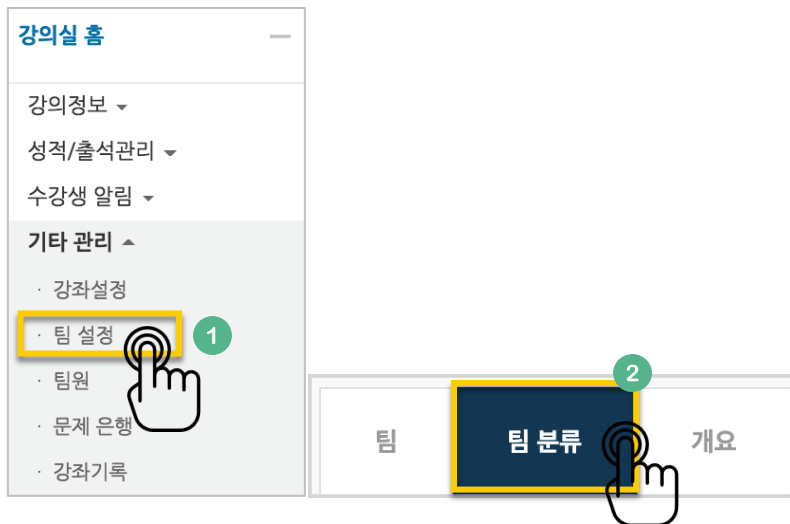 강의실 홈
강의정보
성적/출석관리
수강생 알림
기타 관리
· 강좌설정
· 팀 설정
1
· 팀원
· 문제 은행
· 강좌기록
2
팀
팀 분류
개요